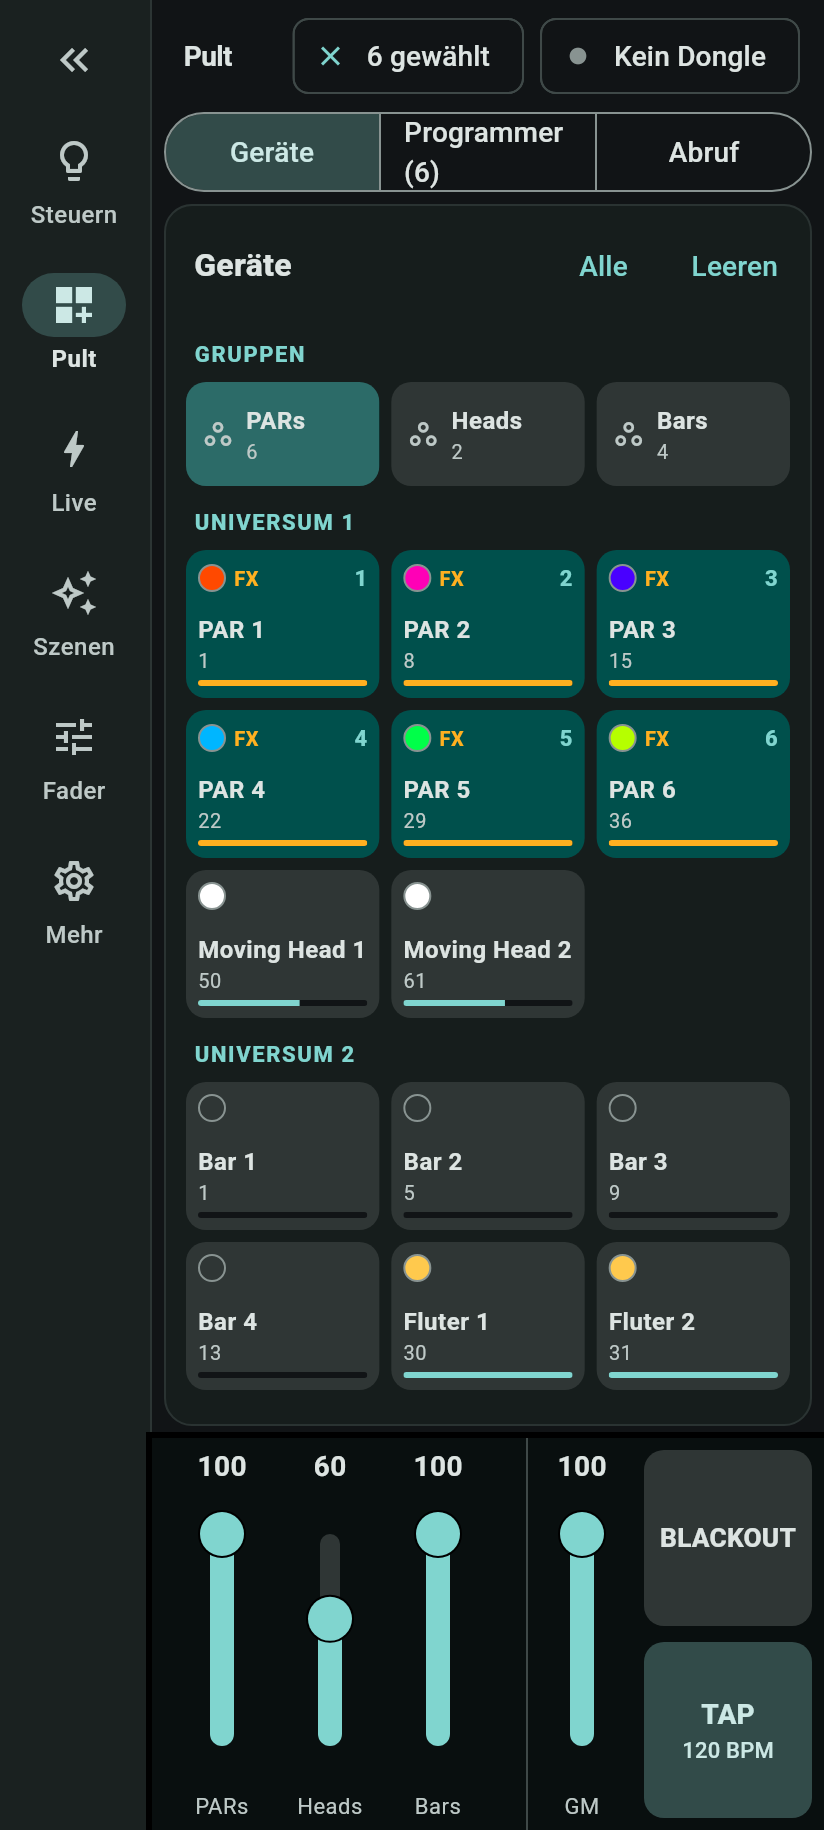 Pult
6 gewählt
Kein Dongle
Geräte
Programmer
(6)
Abruf
Steuern
Pult
Live
Szenen
Fader
Mehr
Geräte
Alle
Leeren
GRUPPEN
PARs
6
Heads
2
Bars
4
UNIVERSUM 1
FX 1
PAR 1
1
FX 2
PAR 2
8
FX 3
PAR 3
15
FX 4
PAR 4
22
FX 5
PAR 5
29
FX 6
PAR 6
36
Moving Head 1
50
Moving Head 2
61
UNIVERSUM 2
Bar 1
1
Bar 2
5
Bar 3
9
Bar 4
13
Fluter 1
30
Fluter 2
31
100
60
100
100
PARs
Heads
Bars
GM
BLACKOUT
TAP
120 BPM